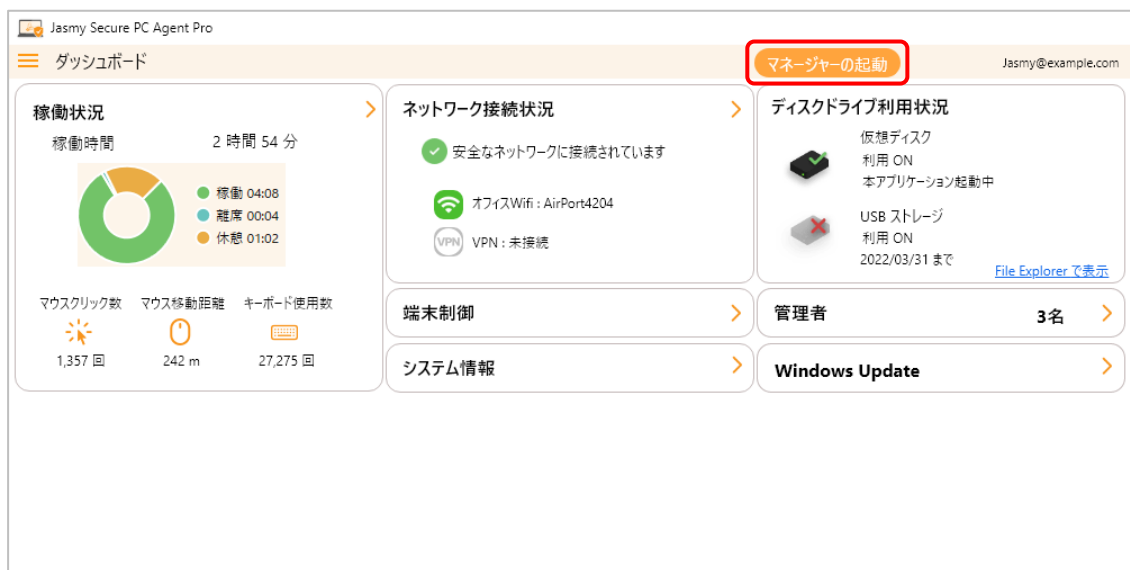 Jasmy Secure PC Agent Pro
ダッシュボード
マネージャーの起動
Jasmy@example.com
稼働状況
稼働時間 2 時間 54 分
稼働 04:08
離席 00:04
休憩 01:02
マウスクリック数 マウス移動距離 キーボード使用数
1,357 回 242 m 27,275 回
ネットワーク接続状況
安全なネットワークに接続されています
オフィスWifi : AirPort4204
VPN VPN : 未接続
端末制御
システム情報
ディスクドライブ利用状況
仮想ディスク
利用 ON
本アプリケーション起動中
USB ストレージ
利用 ON
2022/03/31 まで
File Explorer で表示
管理者 3名
Windows Update